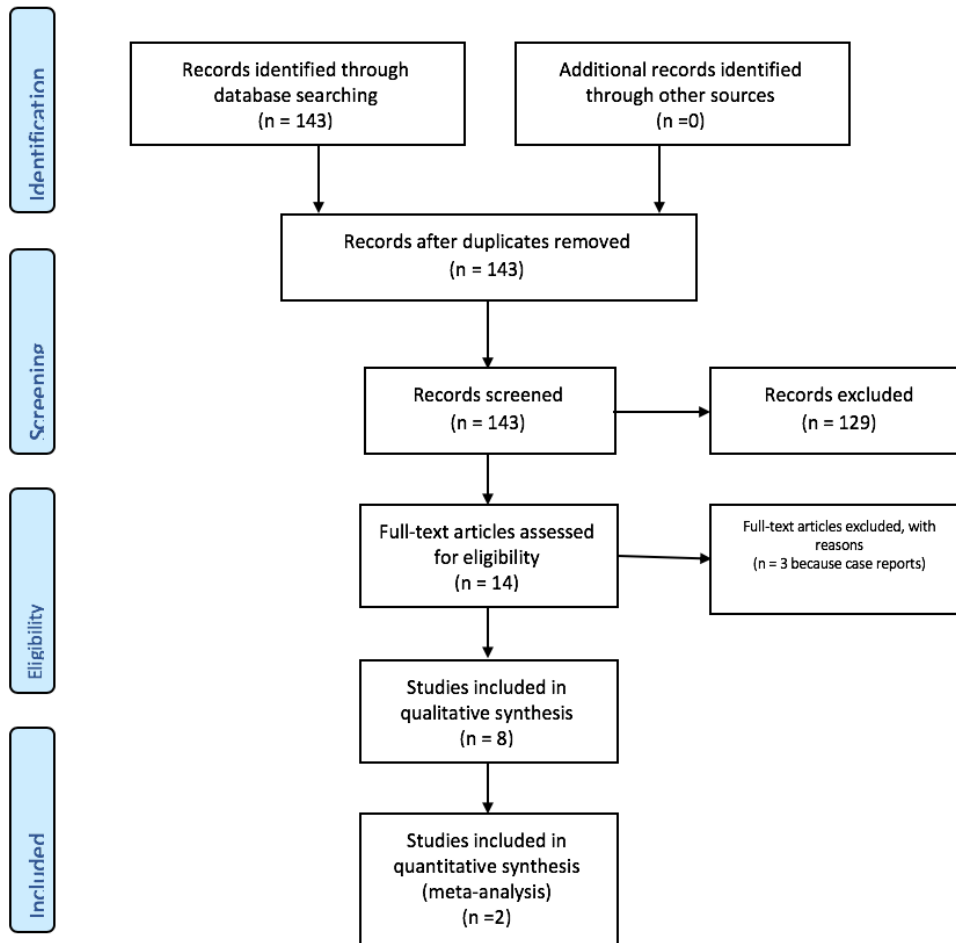 Identification
Records identified through
database searching
(n = 143)
Additional records identified
through other sources
(n =0)
Records after duplicates removed
(n = 143)
Screening
Records screened
(n = 143)
Records excluded
(n = 129)
Eligibility
Full-text articles assessed
for eligibility
(n = 14)
Full-text articles excluded, with
reasons
(n = 3 because case reports)
Studies included in
qualitative synthesis
(n = 8)
Included
Studies included in
quantitative synthesis
(meta-analysis)
(n =2)